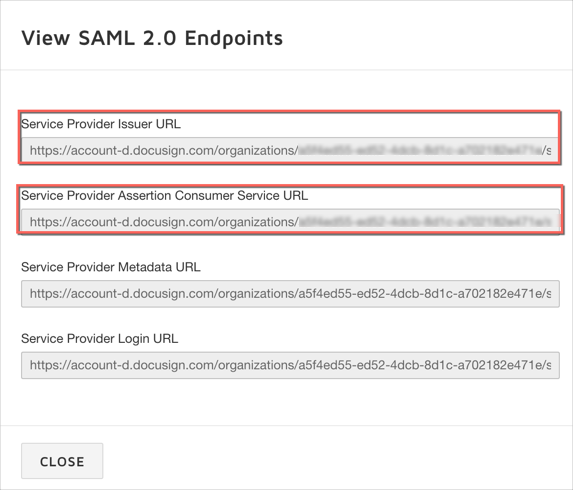 View SAML 2.0 Endpoints
Service Provider Issuer URL
https://account-d.docusign.com/organizations/ /s
Service Provider Assertion Consumer Service URL
https://account-d.docusign.com/organizations/
Service Provider Metadata URL
https://account-d.docusign.com/organizations/a5f4ed55-ed52-4dcb-8d1c-a702182e471e/s
Service Provider Login URL
https://account-d.docusign.com/organizations/a5f4ed55-ed52-4dcb-8d1c-a702182e471e/s
CLOSE